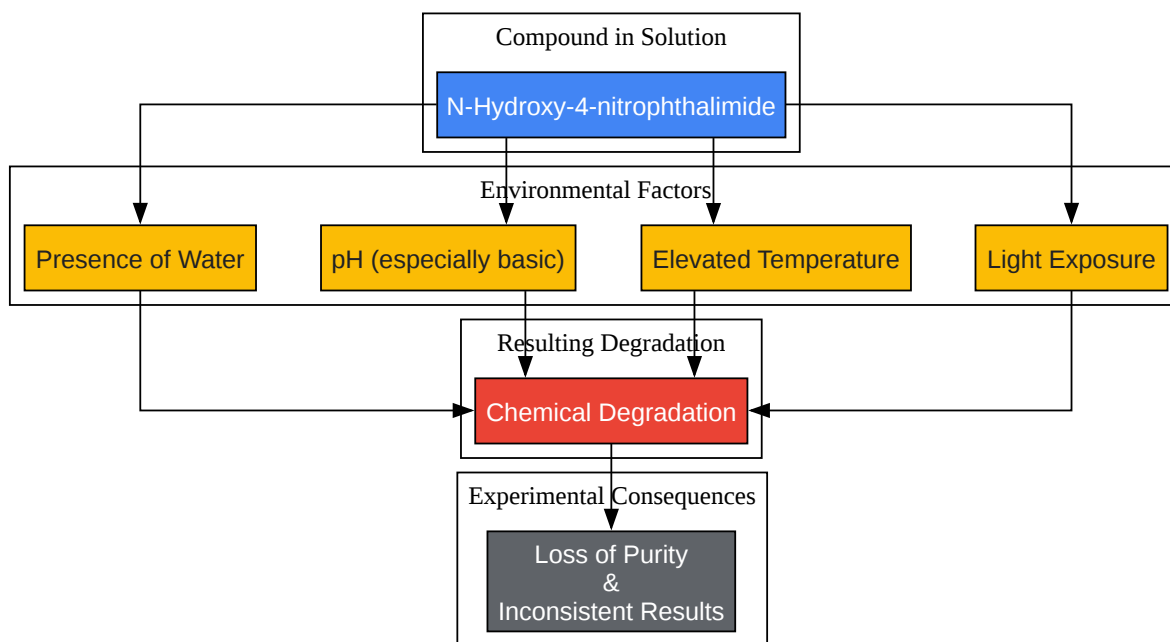 Compound in Solution
N-Hydroxy-4-nitrophthalimide
Environmental Factors
Presence of Water
pH (especially basic)
Elevated Temperature
Light Exposure
Resulting Degradation
Chemical Degradation
Experimental Consequences
Loss of Purity
&
Inconsistent Results